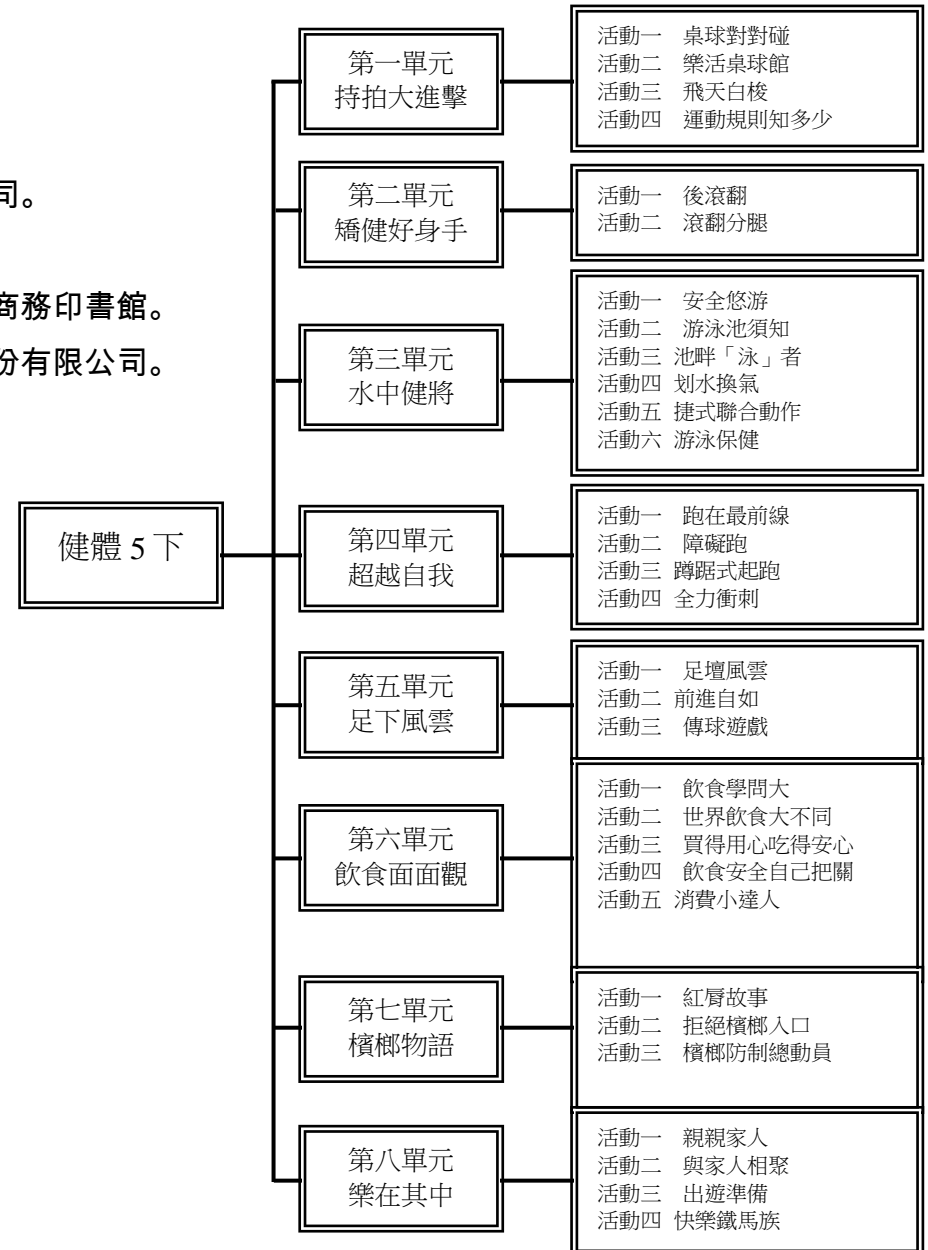 司。
商務印書館。
份有限公司。
健體 5 下
第一單元
持拍大進擊
活動一 桌球對對碰
活動二 樂活桌球館
活動三 飛天白梭
活動四 運動規則知多少
第二單元
矯健好身手
活動一 後滾翻
活動二 滾翻分腿
第三單元
水中健將
活動一 安全悠游
活動二 游泳池須知
活動三 池畔「泳」者
活動四 划水換氣
活動五 捷式聯合動作
活動六 游泳保健
第四單元
超越自我
活動一 跑在最前線
活動二 障礙跑
活動三 蹲踞式起跑
活動四 全力衝刺
第五單元
足下風雲
活動一 足壇風雲
活動二 前進自如
活動三 傳球遊戲
第六單元
飲食面面觀
活動一 飲食學問大
活動二 世界飲食大不同
活動三 買得用心吃得安心
活動四 飲食安全自己把關
活動五 消費小達人
第七單元
檳榔物語
活動一 紅脣故事
活動二 拒絕檳榔入口
活動三 檳榔防制總動員
第八單元
樂在其中
活動一 親親家人
活動二 與家人相聚
活動三 出遊準備
活動四 快樂鐵馬族